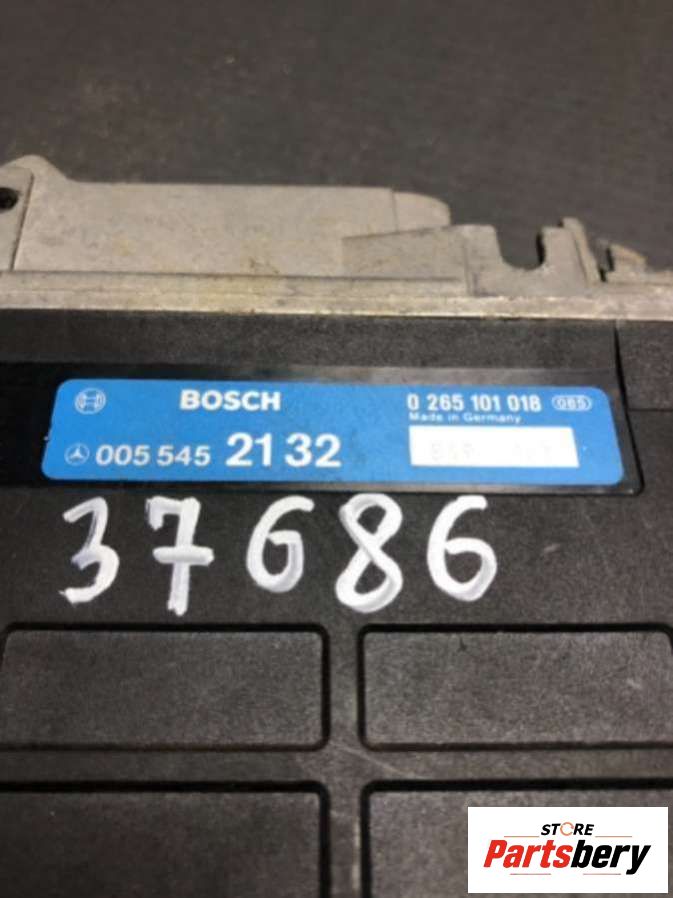 BOSCH 0 265 101 018
Made in Germany
005 545 21 32
37686
STORE
Partsbery